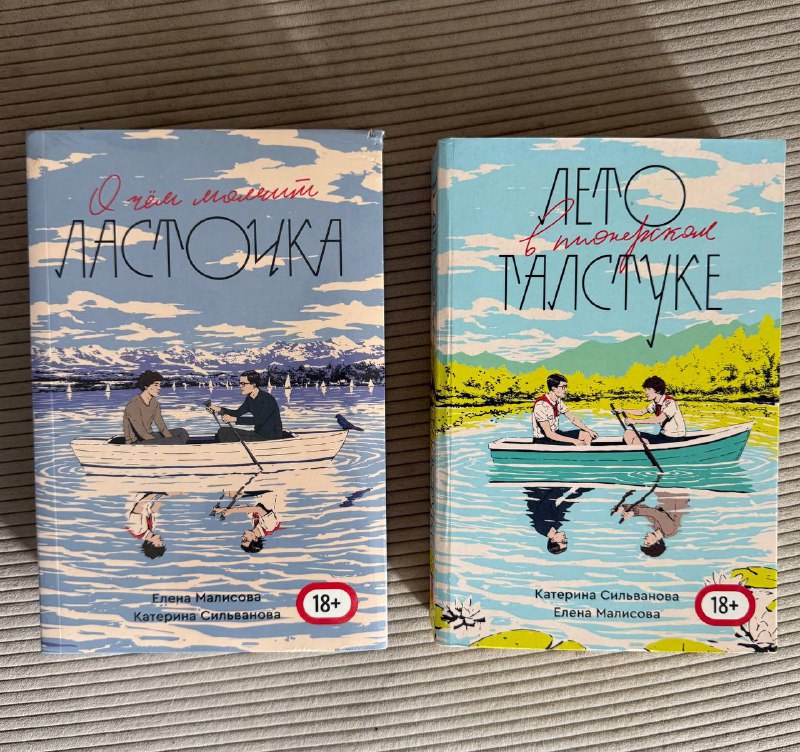 О чём молчит
ЛАСТОЧКА
Елена Малисова
Катерина Сильванова
18+
ЛЕТО
в пионерском
ГАЛСТУКЕ
Катерина Сильванова
Елена Малисова
18+